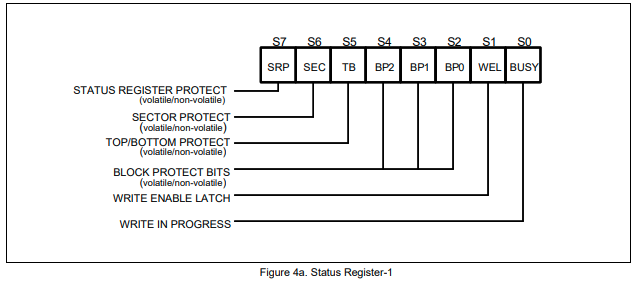 S7 S6 S5 S4 S3 S2 S1 S0
SRP SEC TB BP2 BP1 BP0 WEL BUSY
STATUS REGISTER PROTECT
(volatile/non-volatile)
SECTOR PROTECT
(volatile/non-volatile)
TOP/BOTTOM PROTECT
(volatile/non-volatile)
BLOCK PROTECT BITS
(volatile/non-volatile)
WRITE ENABLE LATCH
WRITE IN PROGRESS
Figure 4a. Status Register-1